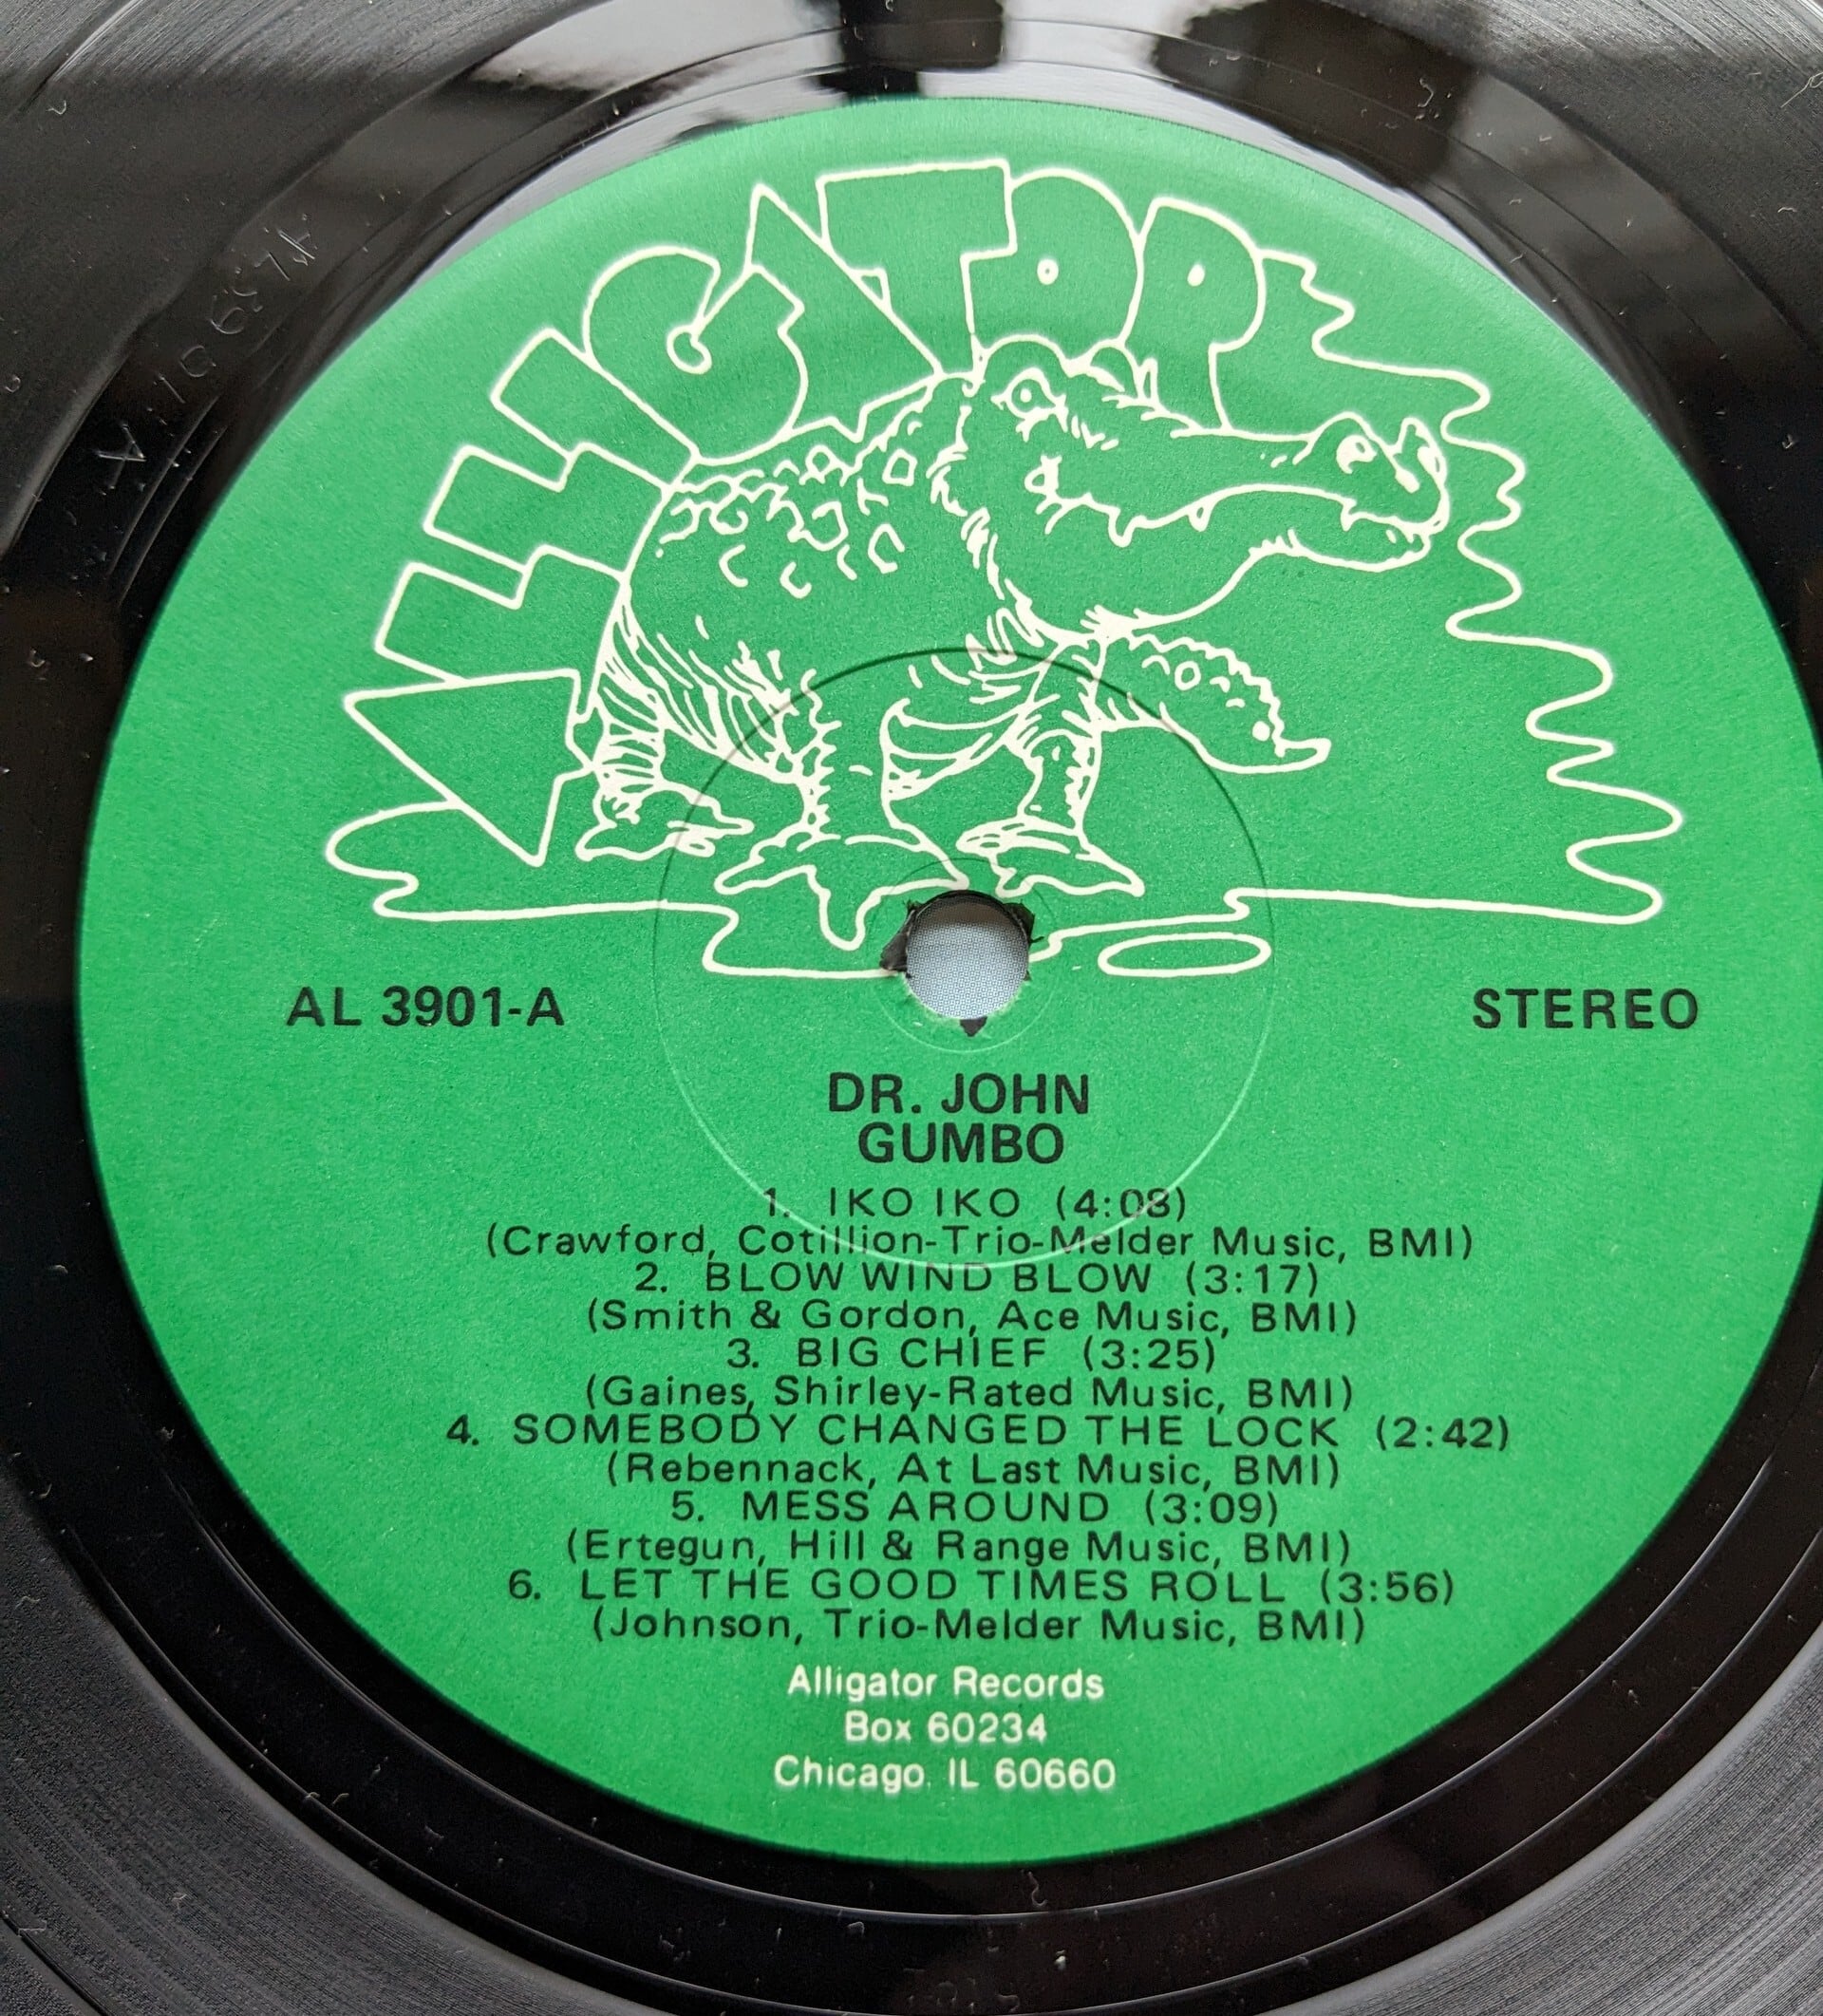 ALLIGATOR
AL 3901-A
STEREO
DR. JOHN
GUMBO
1. IKO IKO (4:08)
(Crawford, Cotillion-Trio-Melder Music, BMI)
2. BLOW WIND BLOW (3:17)
(Smith & Gordon, Ace Music, BMI)
3. BIG CHIEF (3:25)
(Gaines, Shirley-Rated Music, BMI)
4. SOMEBODY CHANGED THE LOCK (2:42)
(Rebennack, At Last Music, BMI)
5. MESS AROUND (3:09)
(Ertegun, Hill & Range Music, BMI)
6. LET THE GOOD TIMES ROLL (3:56)
(Johnson, Trio-Melder Music, BMI)
Alligator Records
Box 60234
Chicago, IL 60660